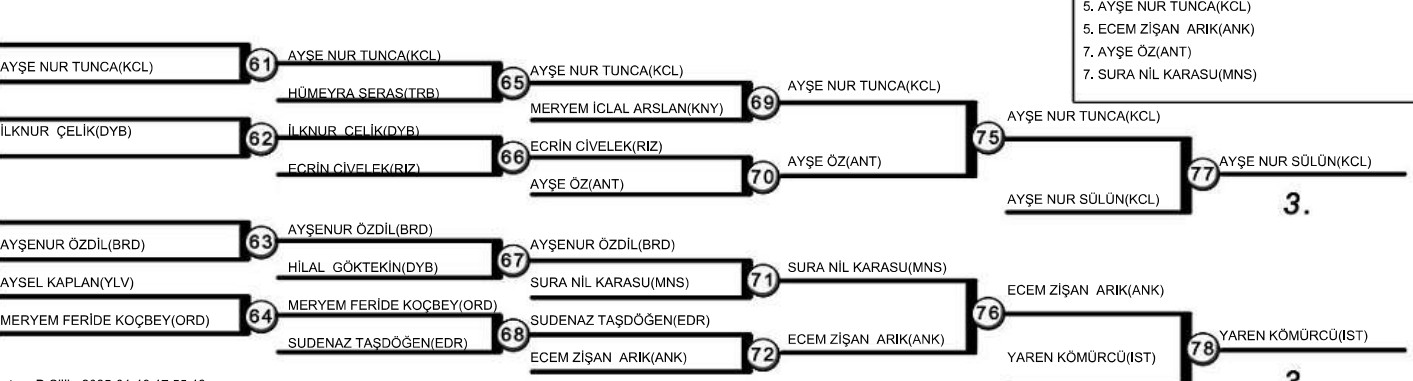 5. AYŞE NUR TUNCA(KCL)
5. ECEM ZİŞAN ARIK(ANK)
7. AYŞE ÖZ(ANT)
7. SURA NİL KARASU(MNS)
AYŞE NUR TUNCA(KCL)
61
İLKNUR ÇELİK(DYB)
62
AYŞENUR ÖZDİL(BRD)
63
AYSEL KAPLAN(YLV)
MERYEM FERİDE KOÇBEY(ORD)
64
AYŞE NUR TUNCA(KCL)
HÜMEYRA SERAS(TRB)
65
İLKNUR ÇELİK(DYB)
ECRİN CİVELEK(RIZ)
66
AYŞENUR ÖZDİL(BRD)
HİLAL GÖKTEKİN(DYB)
67
MERYEM FERİDE KOÇBEY(ORD)
SUDENAZ TAŞDÖĞEN(EDR)
68
AYŞE NUR TUNCA(KCL)
MERYEM İCLAL ARSLAN(KNY)
69
ECRİN CİVELEK(RIZ)
AYŞE ÖZ(ANT)
70
AYŞENUR ÖZDİL(BRD)
SURA NİL KARASU(MNS)
71
SUDENAZ TAŞDÖĞEN(EDR)
ECEM ZİŞAN ARIK(ANK)
72
AYŞE NUR TUNCA(KCL)
AYŞE ÖZ(ANT)
75
SURA NİL KARASU(MNS)
ECEM ZİŞAN ARIK(ANK)
76
AYŞE NUR TUNCA(KCL)
AYŞE NUR SÜLÜN(KCL)
77
ECEM ZİŞAN ARIK(ANK)
YAREN KÖMÜRCÜ(IST)
78
AYŞE NUR SÜLÜN(KCL)
3.
YAREN KÖMÜRCÜ(IST)